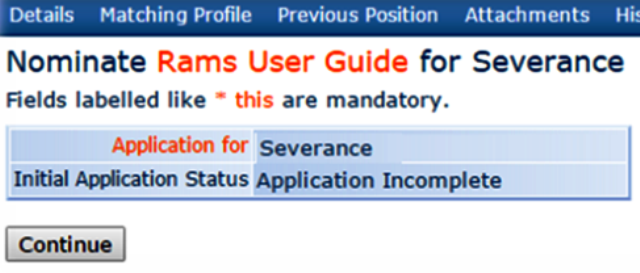 Details Matching Profile Previous Position Attachments His
Nominate Rams User Guide for Severance
Fields labelled like * this are mandatory.
Application for Severance
Initial Application Status Application Incomplete
Continue